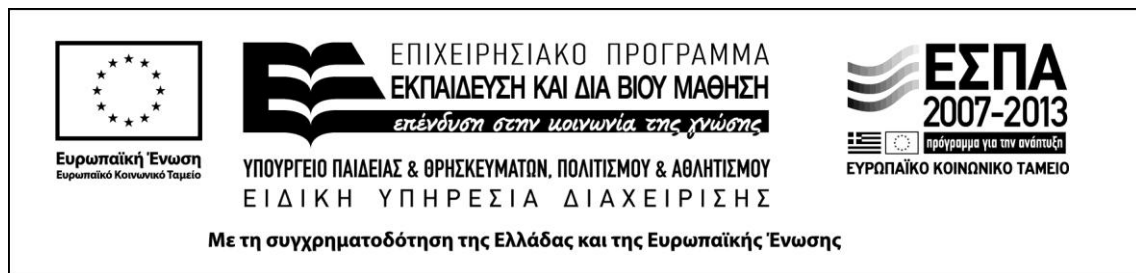 Ευρωπαϊκή Ένωση
Ευρωπαϊκό Κοινωνικό Ταμείο
ΕΠΙΧΕΙΡΗΣΙΑΚΟ ΠΡΟΓΡΑΜΜΑ
ΕΚΠΑΙΔΕΥΣΗ ΚΑΙ ΔΙΑ ΒΙΟΥ ΜΑΘΗΣΗ
επένδυση στην κοινωνία της γνώσης
ΥΠΟΥΡΓΕΙΟ ΠΑΙΔΕΙΑΣ & ΘΡΗΣΚΕΥΜΑΤΩΝ, ΠΟΛΙΤΙΣΜΟΥ & ΑΘΛΗΤΙΣΜΟΥ
ΕΙΔΙΚΗ ΥΠΗΡΕΣΙΑ ΔΙΑΧΕΙΡΙΣΗΣ
ΕΣΠΑ
2007-2013
πρόγραμμα για την ανάπτυξη
ΕΥΡΩΠΑΪΚΟ ΚΟΙΝΩΝΙΚΟ ΤΑΜΕΙΟ
Με τη συγχρηματοδότηση της Ελλάδας και της Ευρωπαϊκής Ένωσης